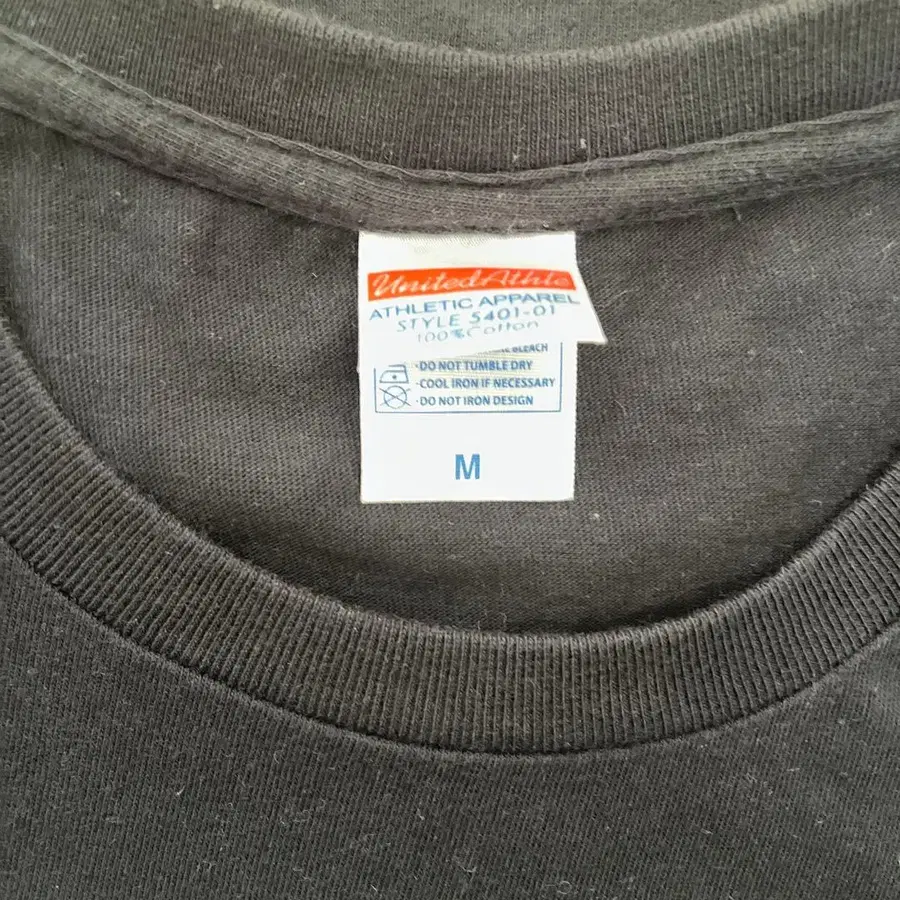 UnitedAthle
ATHLETIC APPAREL
STYLE 5401-01
100% Cotton
BLEACH
·DO NOT TUMBLE DRY
·COOL IRON IF NECESSARY
·DO NOT IRON DESIGN
M